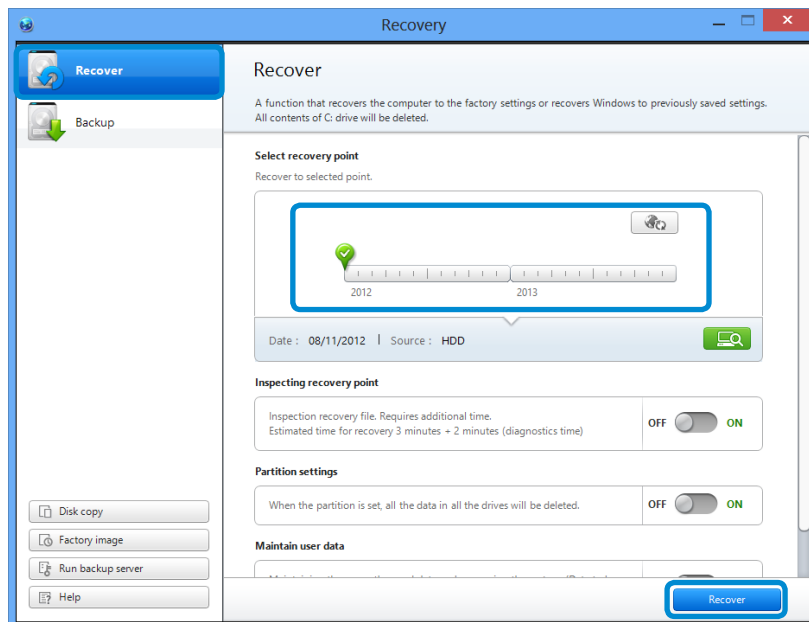 Recovery
Recover
Backup
Disk copy
Factory image
Run backup server
Help
Recover
A function that recovers the computer to the factory settings or recovers Windows to previously saved settings.
All contents of C: drive will be deleted.
Select recovery point
Recover to selected point.
2012 2013
Date : 08/11/2012 | Source : HDD
Inspecting recovery point
Inspection recovery file. Requires additional time.
Estimated time for recovery 3 minutes + 2 minutes (diagnostics time)
OFF ON
Partition settings
When the partition is set, all the data in all the drives will be deleted.
OFF ON
Maintain user data
Recover